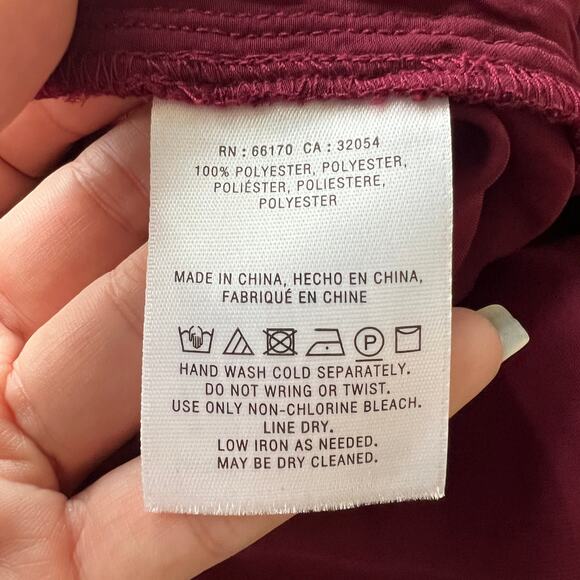 RN : 66170 CA : 32054
100% POLYESTER, POLYESTER,
POLIÉSTER, POLIESTERE,
POLYESTER
MADE IN CHINA, HECHO EN CHINA,
FABRIQUÉ EN CHINE
P
HAND WASH COLD SEPARATELY.
DO NOT WRING OR TWIST.
USE ONLY NON-CHLORINE BLEACH.
LINE DRY.
LOW IRON AS NEEDED.
MAY BE DRY CLEANED.